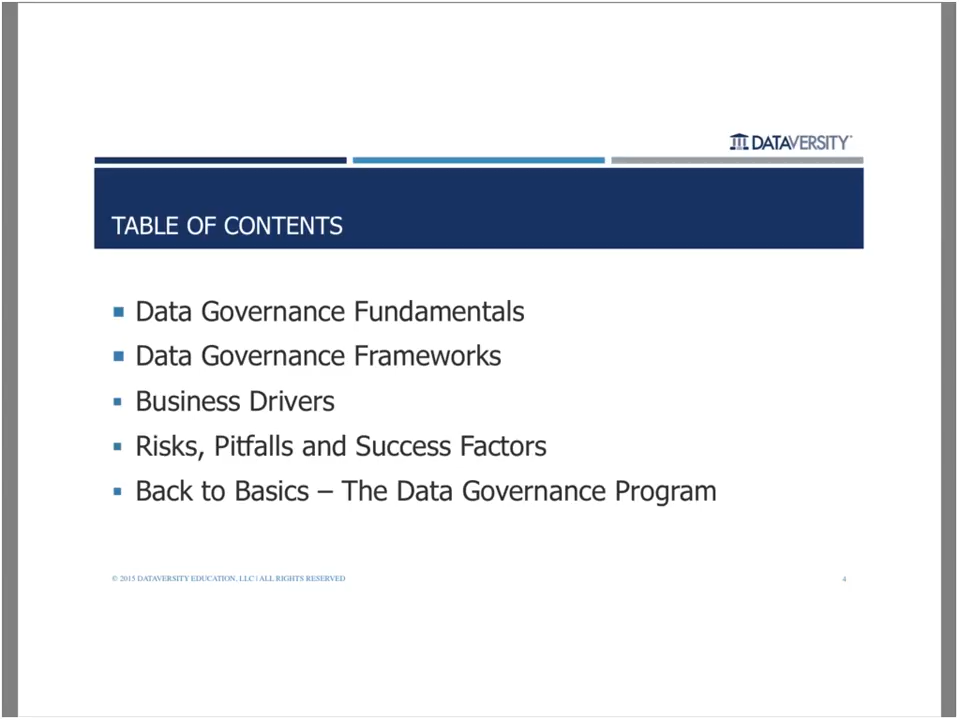 DATAVERSITY
TABLE OF CONTENTS
Data Governance Fundamentals
Data Governance Frameworks
Business Drivers
Risks, Pitfalls and Success Factors
Back to Basics – The Data Governance Program
© 2015 DATAVERSITY EDUCATION, LLC | ALL RIGHTS RESERVED
4